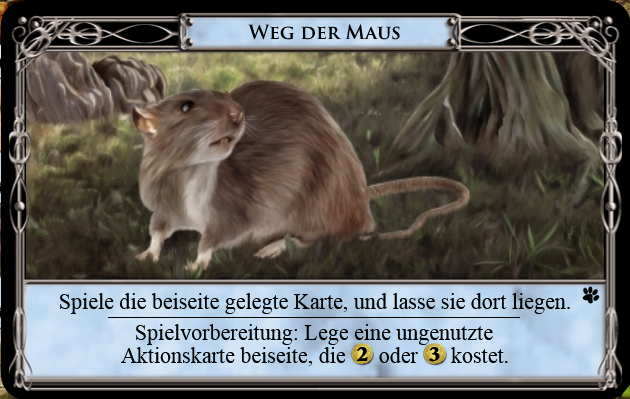 Weg der Maus
Spiele die beiseite gelegte Karte, und lasse sie dort liegen.
Spielvorbereitung: Lege eine ungenutzte
Aktionskarte beiseite, die 2 oder 3 kostet.